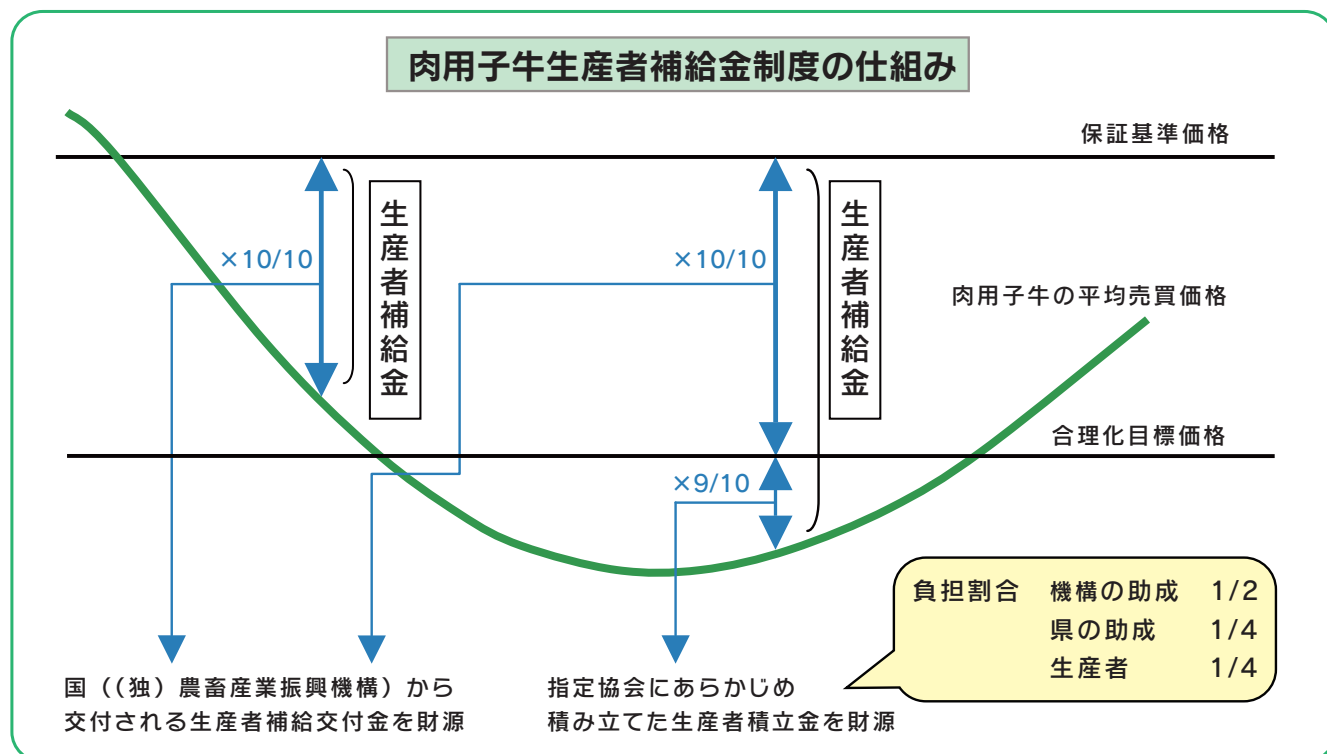 肉用子牛生産者補給金制度の仕組み
保証基準価格
×10/10
生産者補給金
×10/10
生産者補給金
肉用子牛の平均売買価格
合理化目標価格
×9/10
負担割合 機構の助成 1/2
県の助成 1/4
生産者 1/4
国((独)農畜産業振興機構)から
交付される生産者補給交付金を財源
指定協会にあらかじめ
積み立てた生産者積立金を財源